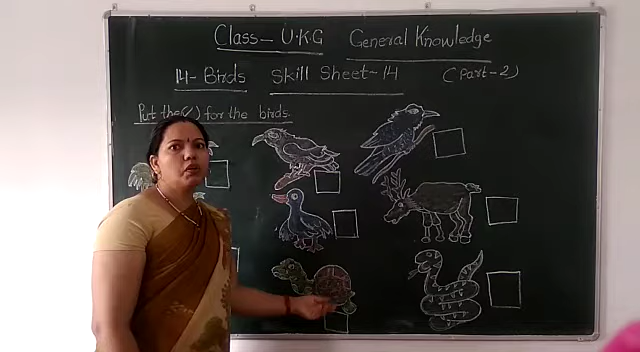 Class - U.K.G General Knowledge
14- Birds Skill Sheet-14 (Part-2)
Put the (✓) for the birds.